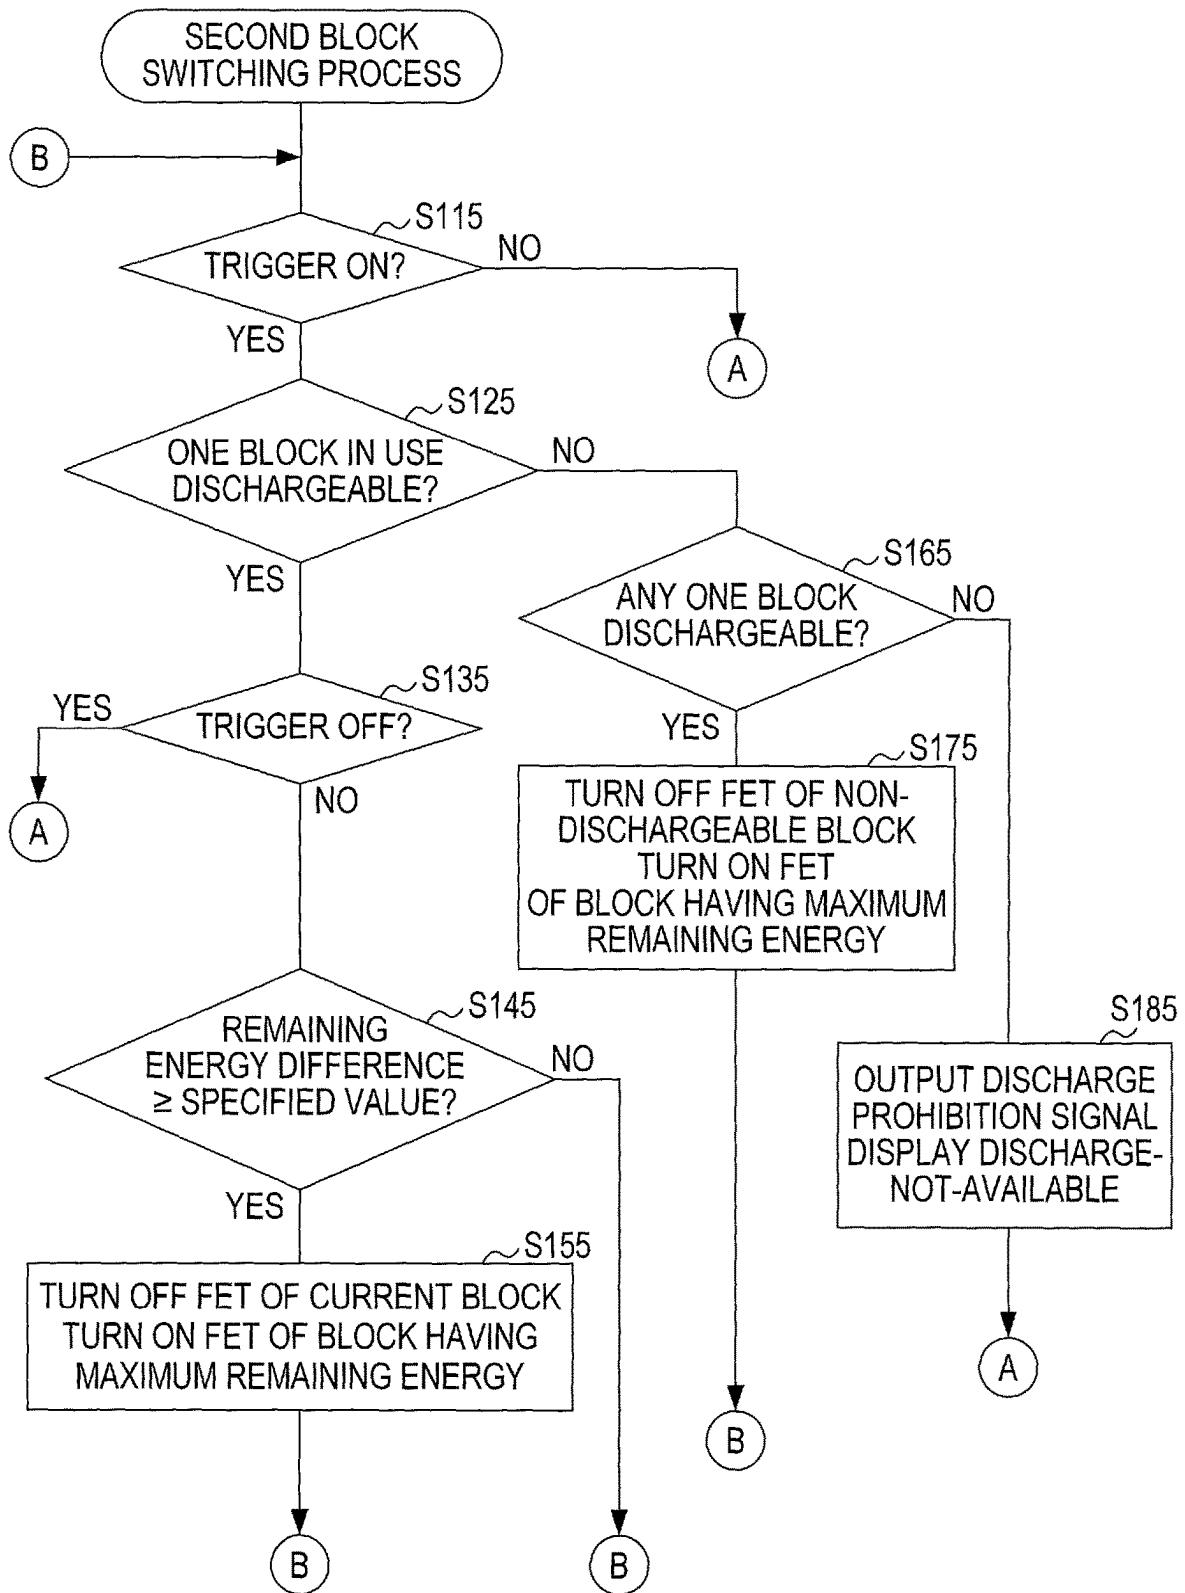 SECOND BLOCK
SWITCHING PROCESS
B
S115
TRIGGER ON?
NO
YES
A
S125
ONE BLOCK IN USE
DISCHARGEABLE?
NO
YES
S165
ANY ONE BLOCK
DISCHARGEABLE?
NO
YES
S135
TRIGGER OFF?
YES
NO
A
S175
TURN OFF FET OF NON-
DISCHARGEABLE BLOCK
TURN ON FET
OF BLOCK HAVING MAXIMUM
REMAINING ENERGY
S145
REMAINING
ENERGY DIFFERENCE
≥ SPECIFIED VALUE?
NO
YES
S185
OUTPUT DISCHARGE
PROHIBITION SIGNAL
DISPLAY DISCHARGE-
NOT-AVAILABLE
S155
TURN OFF FET OF CURRENT BLOCK
TURN ON FET OF BLOCK HAVING
MAXIMUM REMAINING ENERGY
A
B
B
B